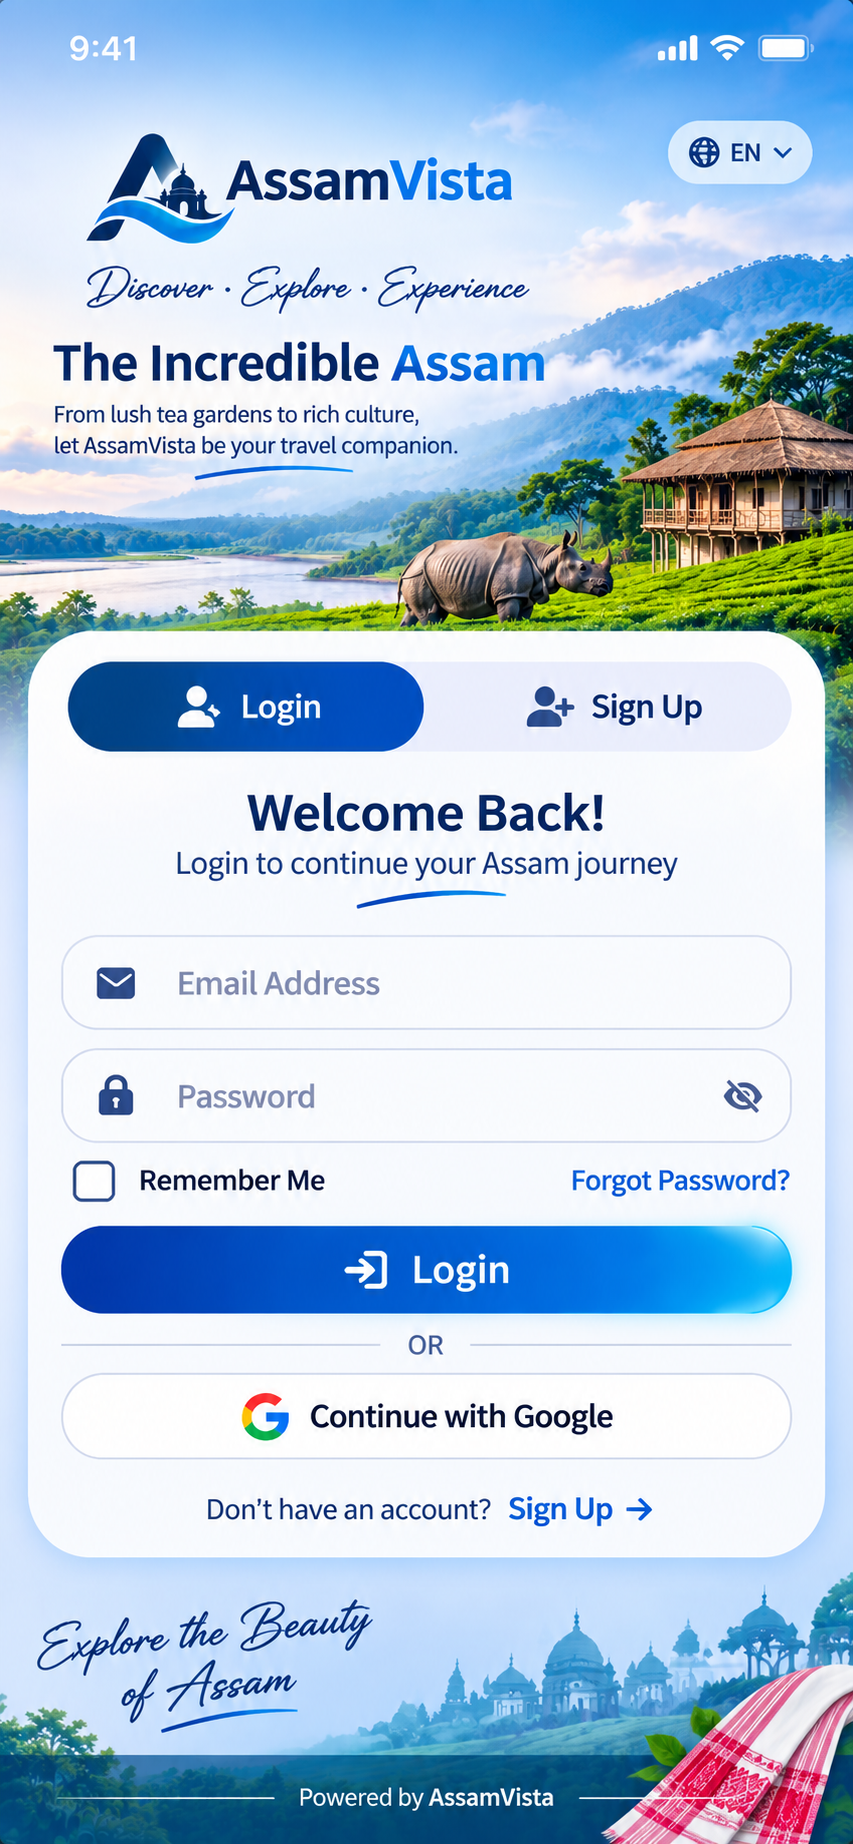 9:41
EN
AssamVista
Discover · Explore · Experience
The Incredible Assam
From lush tea gardens to rich culture,
let AssamVista be your travel companion.
Login
Sign Up
Welcome Back!
Login to continue your Assam journey
Email Address
Password
Remember Me
Forgot Password?
Login
OR
Continue with Google
Don't have an account? Sign Up →
Explore the Beauty
of Assam
Powered by AssamVista